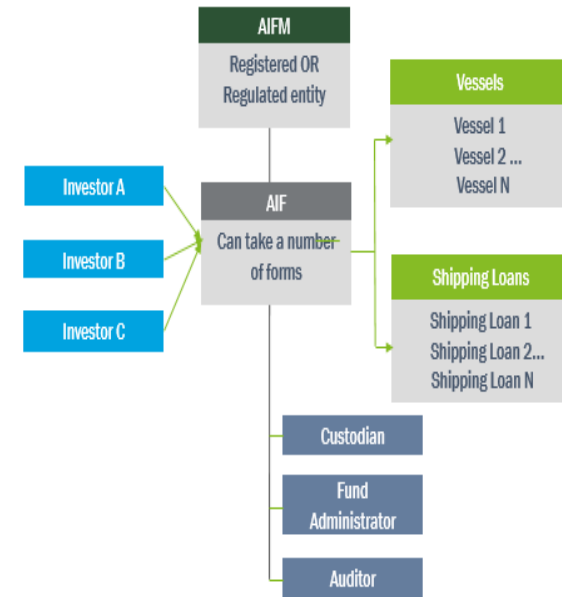 AIFM
Registered OR
Regulated entity
Vessels
Vessel 1
Vessel 2 ...
Vessel N
Investor A
Investor B
Investor C
AIF
Can take a number
of forms
Shipping Loans
Shipping Loan 1
Shipping Loan 2...
Shipping Loan N
Custodian
Fund
Administrator
Auditor